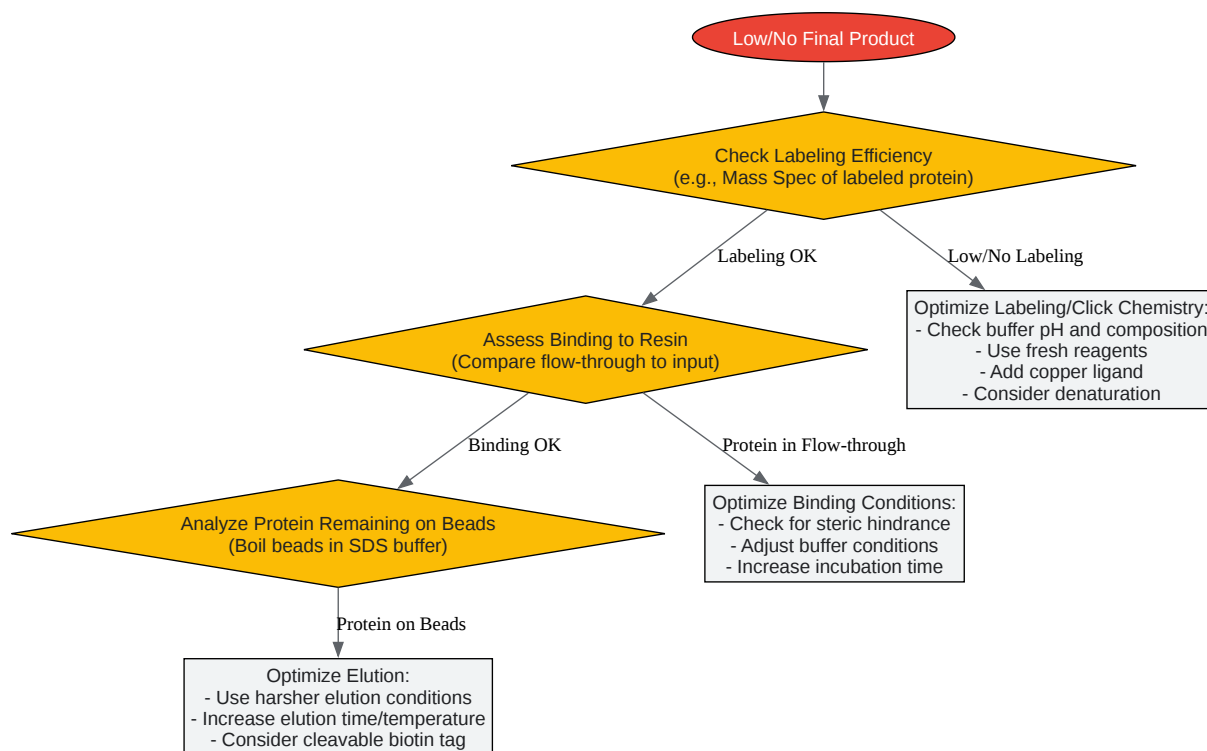 Low/No Final Product
Check Labeling Efficiency
(e.g., Mass Spec of labeled protein)
Labeling OK
Low/No Labeling
Assess Binding to Resin
(Compare flow-through to input)
Optimize Labeling/Click Chemistry:
- Check buffer pH and composition
- Use fresh reagents
- Add copper ligand
- Consider denaturation
Binding OK
Protein in Flow-through
Analyze Protein Remaining on Beads
(Boil beads in SDS buffer)
Optimize Binding Conditions:
- Check for steric hindrance
- Adjust buffer conditions
- Increase incubation time
Protein on Beads
Optimize Elution:
- Use harsher elution conditions
- Increase elution time/temperature
- Consider cleavable biotin tag